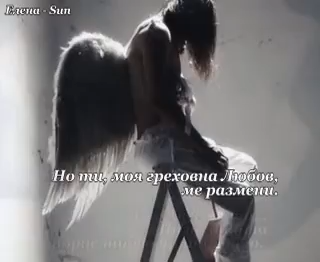 Елена - Sun
Но ти, моя греховна Любов,
ме размени.